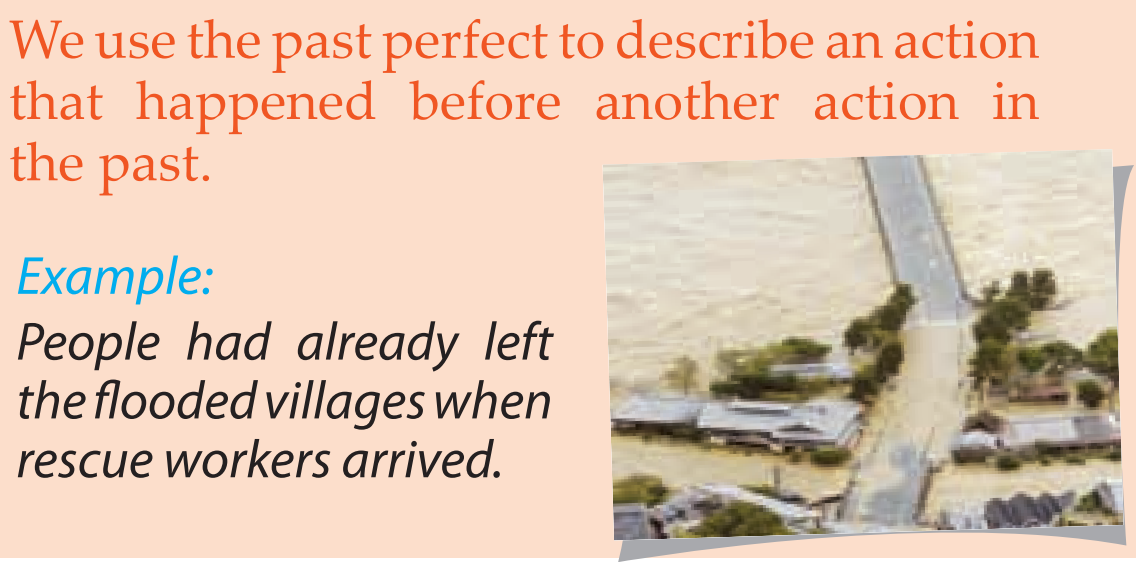 We use the past perfect to describe an action
that happened before another action in
the past.
Example:
People had already left
the flooded villages when
rescue workers arrived.